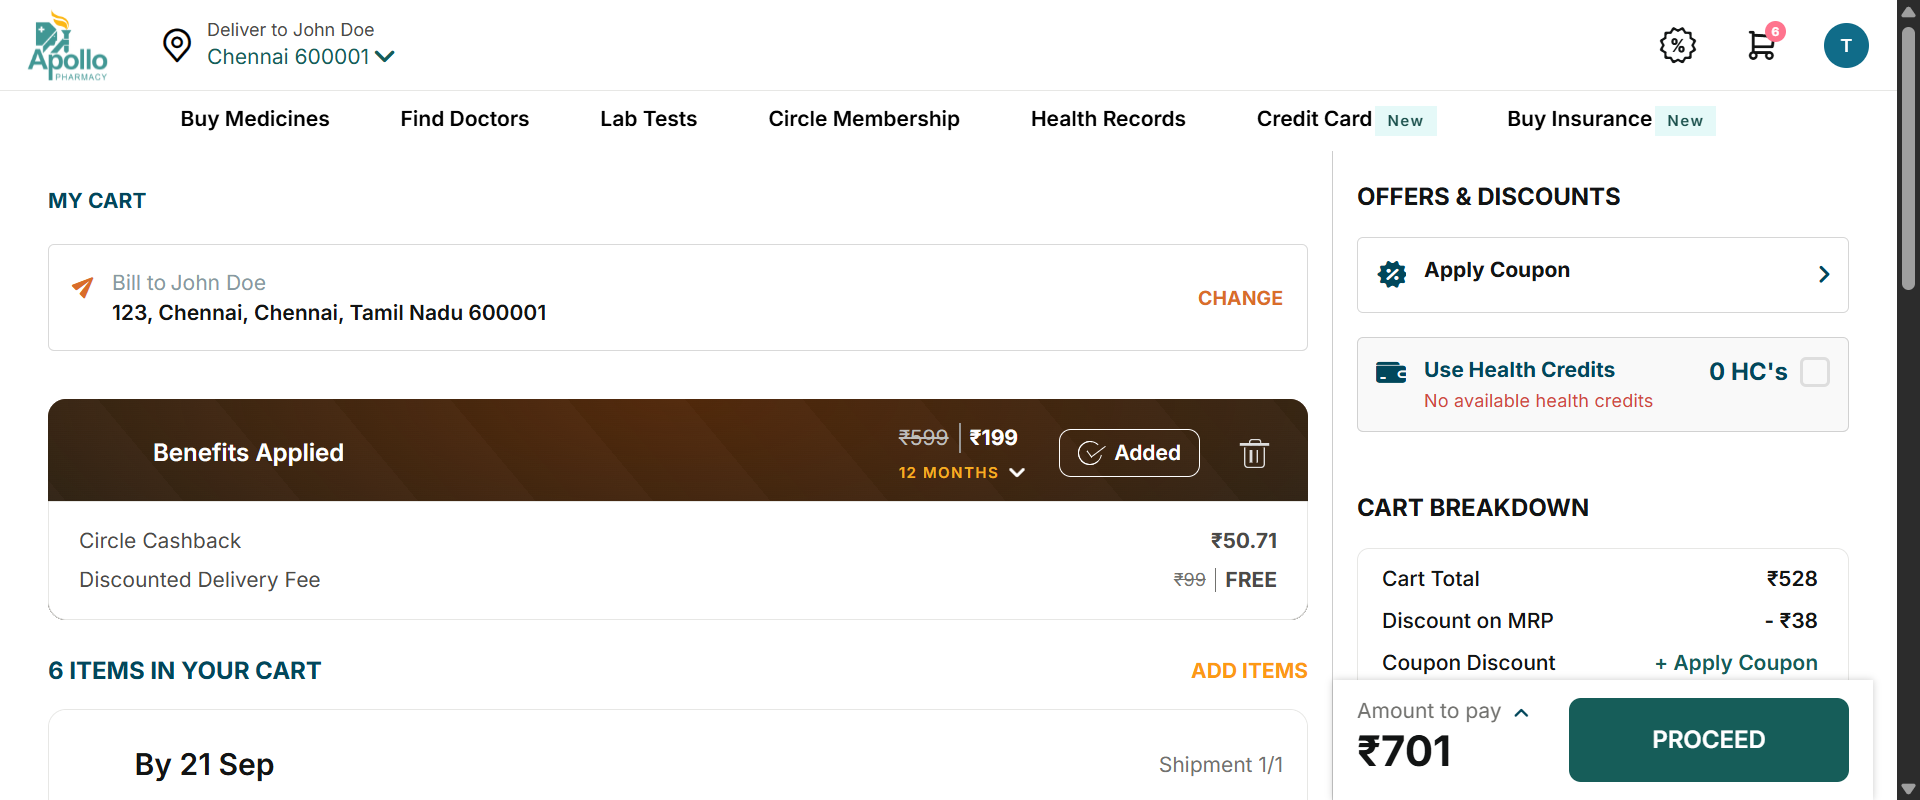 Apollo
PHARMACY
Deliver to John Doe
Chennai 600001
%
6
T
Buy Medicines
Find Doctors
Lab Tests
Circle Membership
Health Records
Credit Card New
Buy Insurance New
MY CART
Bill to John Doe
123, Chennai, Chennai, Tamil Nadu 600001
CHANGE
Benefits Applied
₹599 ₹199
12 MONTHS
Added
Circle Cashback ₹50.71
Discounted Delivery Fee ₹99 FREE
6 ITEMS IN YOUR CART
ADD ITEMS
By 21 Sep
Shipment 1/1
OFFERS & DISCOUNTS
Apply Coupon
Use Health Credits 0 HC's
No available health credits
CART BREAKDOWN
Cart Total ₹528
Discount on MRP - ₹38
Coupon Discount + Apply Coupon
Amount to pay
₹701
PROCEED